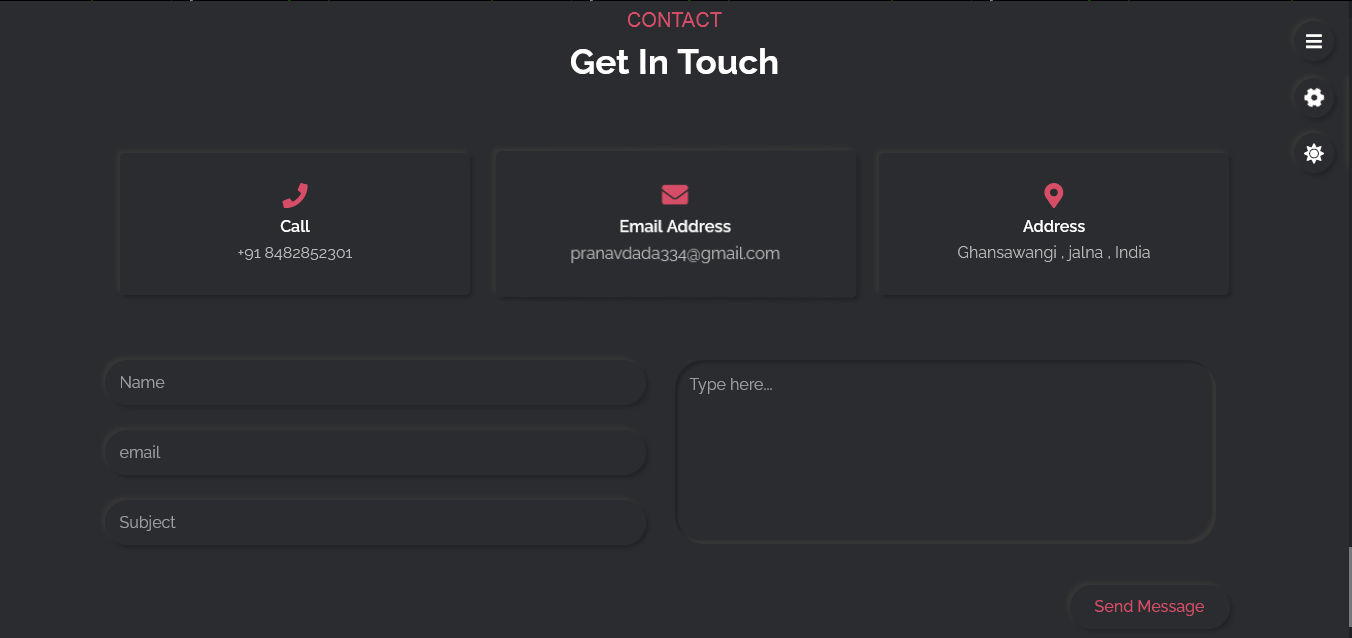 CONTACT
Get In Touch
Call
+91 8482852301
Email Address
pranavdada334@gmail.com
Address
Ghansawangi , jalna , India
Name
email
Subject
Type here...
Send Message